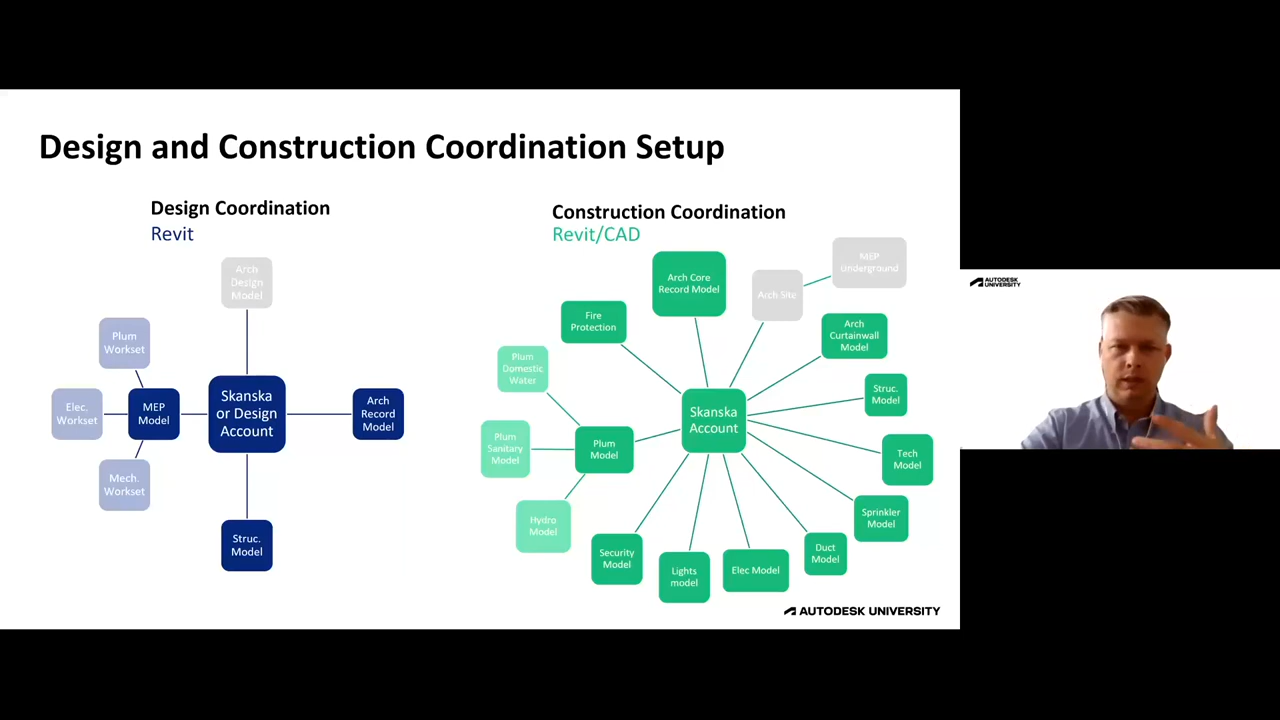 Design and Construction Coordination Setup
Design Coordination
Revit
Arch
Design
Model
Plum
Workset
Elec.
Workset
MEP
Model
Skanska
or Design
Account
Arch
Record
Model
Mech.
Workset
Struc.
Model
Construction Coordination
Revit/CAD
Arch Core
Record Model
Arch Site
MEP
Underground
Fire
Protection
Arch
Curtainwall
Model
Plum
Domestic
Water
Struc.
Model
Skanska
Account
Plum
Sanitary
Model
Plum
Model
Tech
Model
Hydro
Model
Sprinkler
Model
Security
Model
Lights
model
Elec Model
Duct
Model
AUTODESK UNIVERSITY
AUTODESK
UNIVERSITY